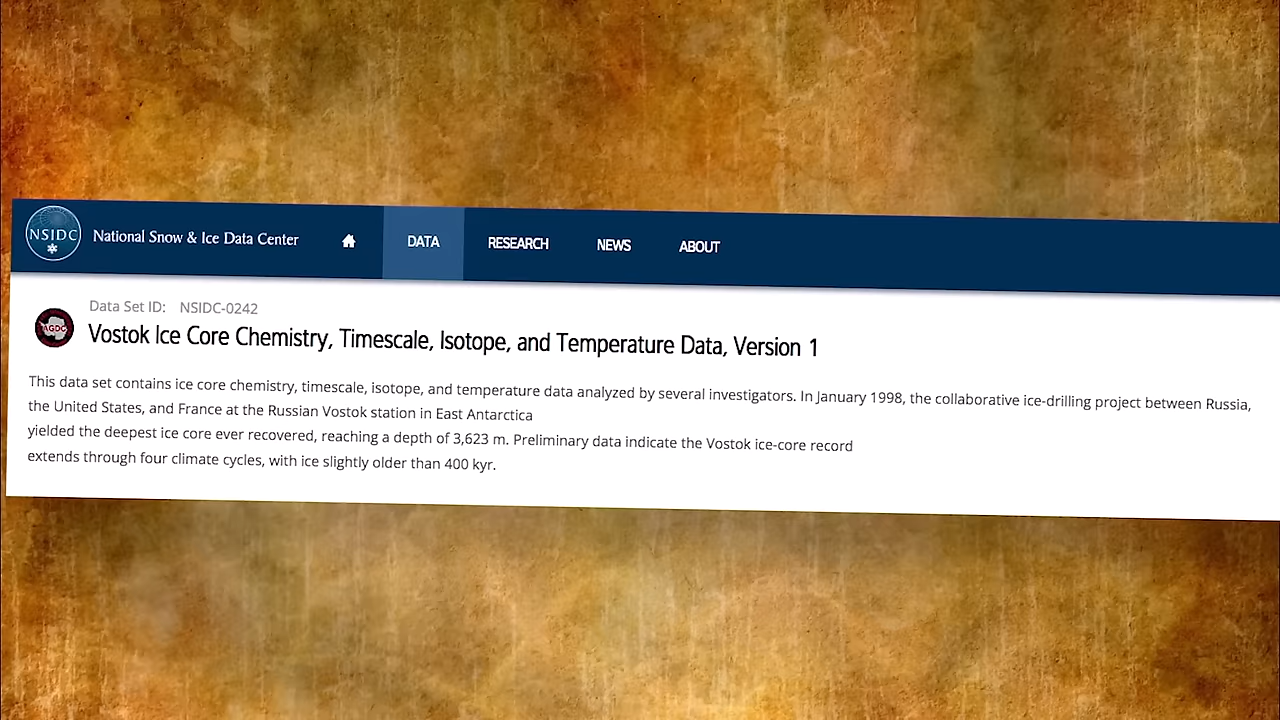 NSIDC
National Snow & Ice Data Center
DATA
RESEARCH
NEWS
ABOUT
AGDC
Data Set ID: NSIDC-0242
Vostok Ice Core Chemistry, Timescale, Isotope, and Temperature Data, Version 1
This data set contains ice core chemistry, timescale, isotope, and temperature data analyzed by several investigators. In January 1998, the collaborative ice-drilling project between Russia,
the United States, and France at the Russian Vostok station in East Antarctica
yielded the deepest ice core ever recovered, reaching a depth of 3,623 m. Preliminary data indicate the Vostok ice-core record
extends through four climate cycles, with ice slightly older than 400 kyr.